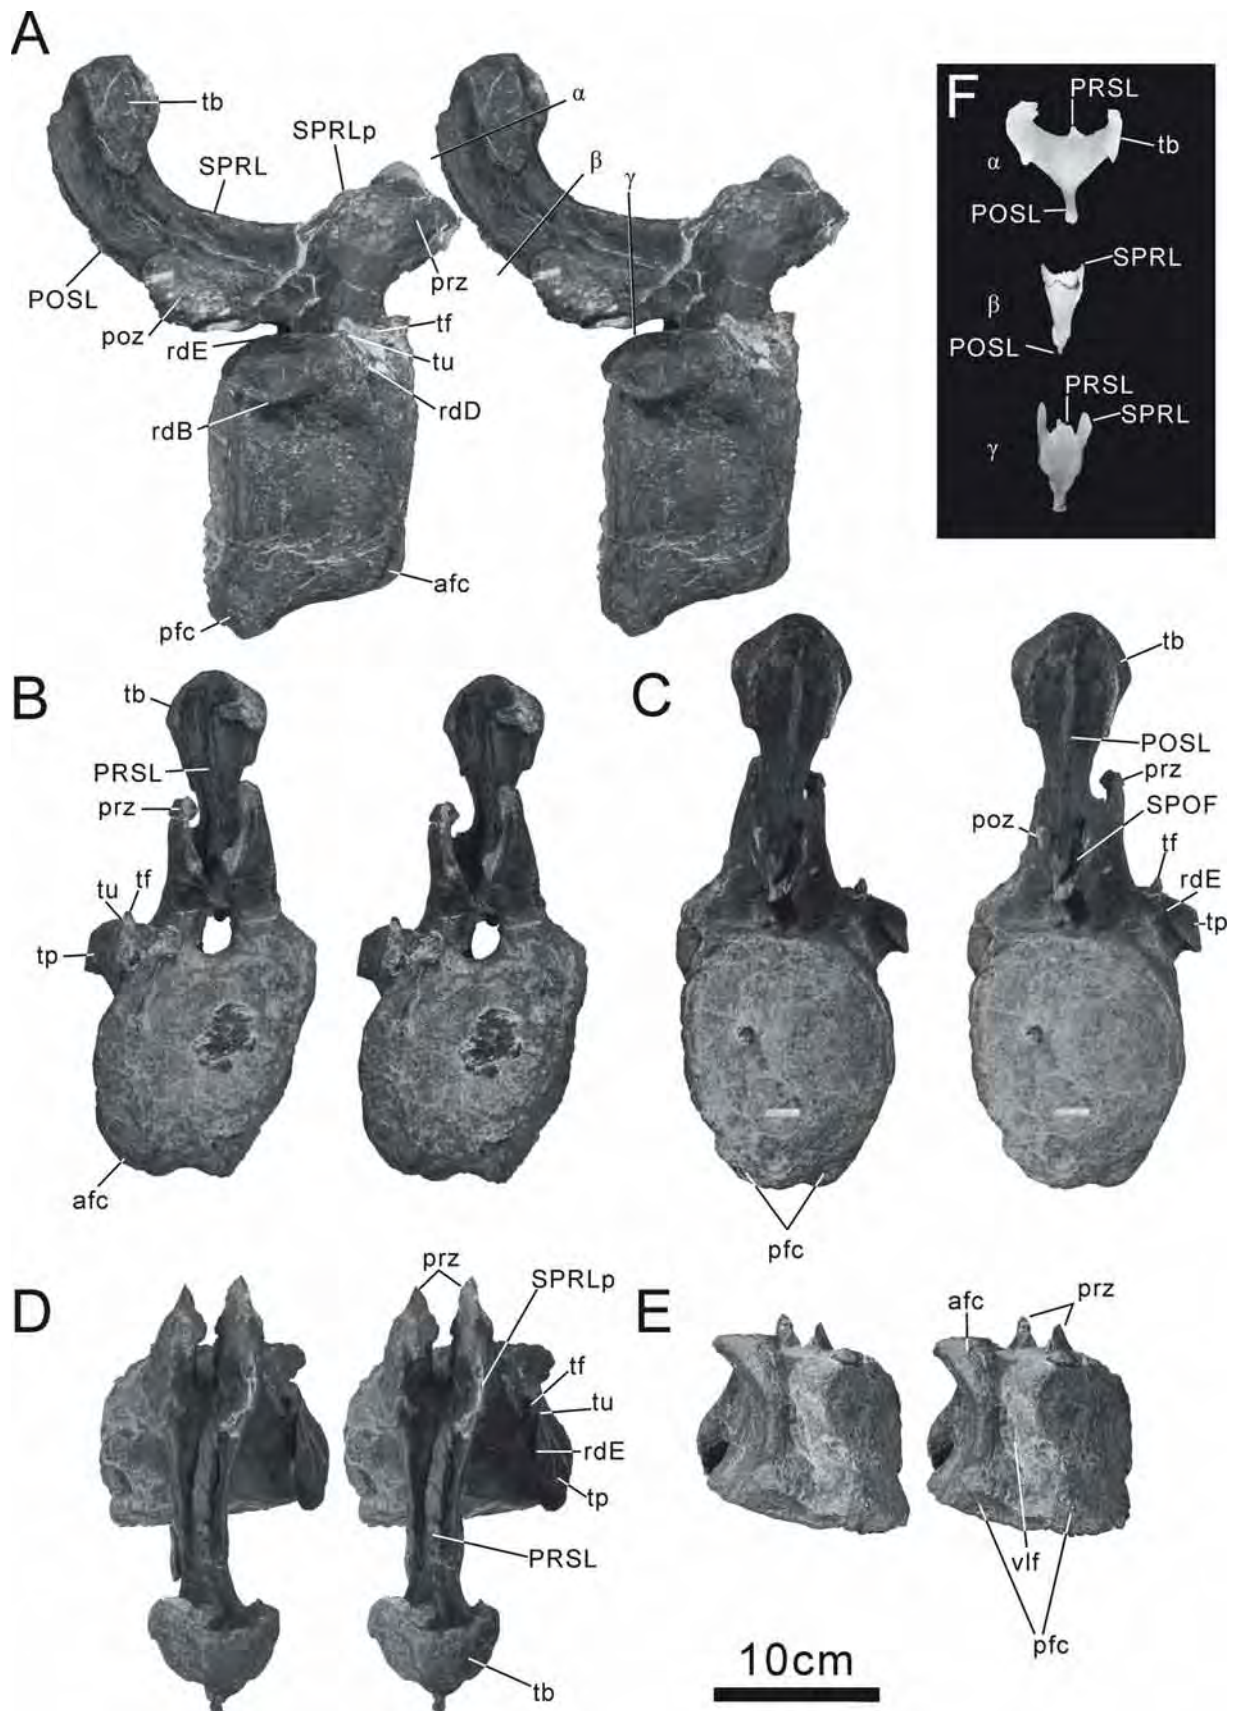 A
tb
SPRLp
α
SPRL
β
γ
POSL
prz
poz
tf
rdE
tu
rdD
rdB
afc
pfc
F
PRSL
α
tb
POSL
SPRL
β
POSL
PRSL
SPRL
γ
B
tb
PRSL
prz
tf
tu
tp
afc
C
tb
POSL
prz
SPOF
poz
tf
rdE
tp
pfc
D
prz
SPRLp
tf
tu
rdE
tp
PRSL
tb
E
afc
prz
vlf
pfc
10cm